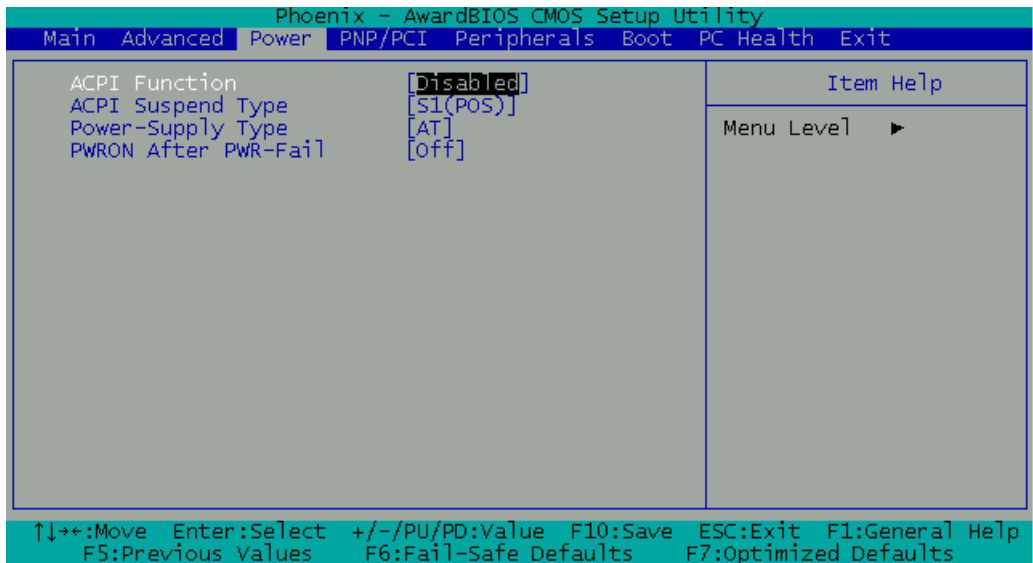 Phoenix - AwardBIOS CMOS Setup Utility
Main Advanced Power PNP/PCI Peripherals Boot PC Health Exit
ACPI Function [Disabled]
ACPI Suspend Type [S1(POS)]
Power-Supply Type [AT]
PWRON After PWR-Fail [Off]
Item Help
Menu Level ►
↑↓→←:Move Enter:Select +/-/PU/PD:Value F10:Save ESC:Exit F1:General Help
F5:Previous Values F6:Fail-Safe Defaults F7:Optimized Defaults